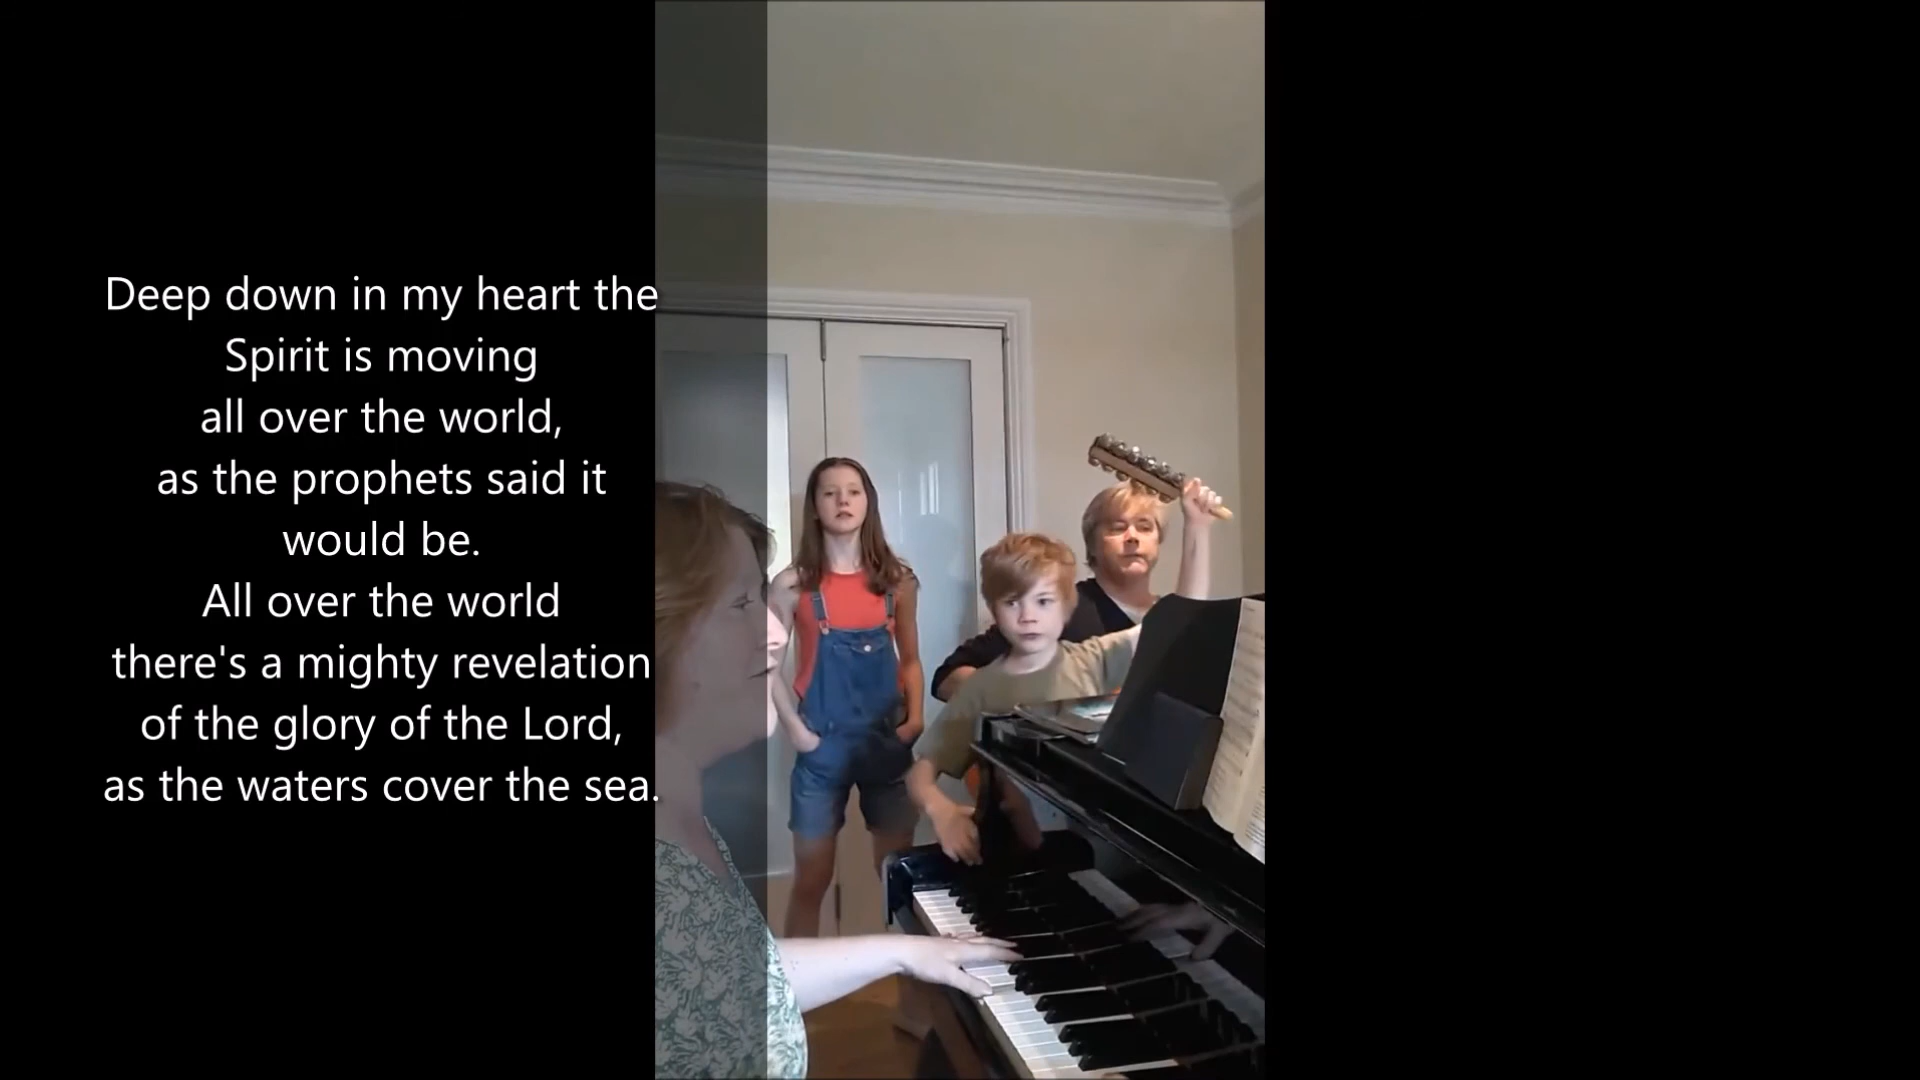 Deep down in my heart the
Spirit is moving
all over the world,
as the prophets said it
would be.
All over the world
there's a mighty revelation
of the glory of the Lord,
as the waters cover the sea.